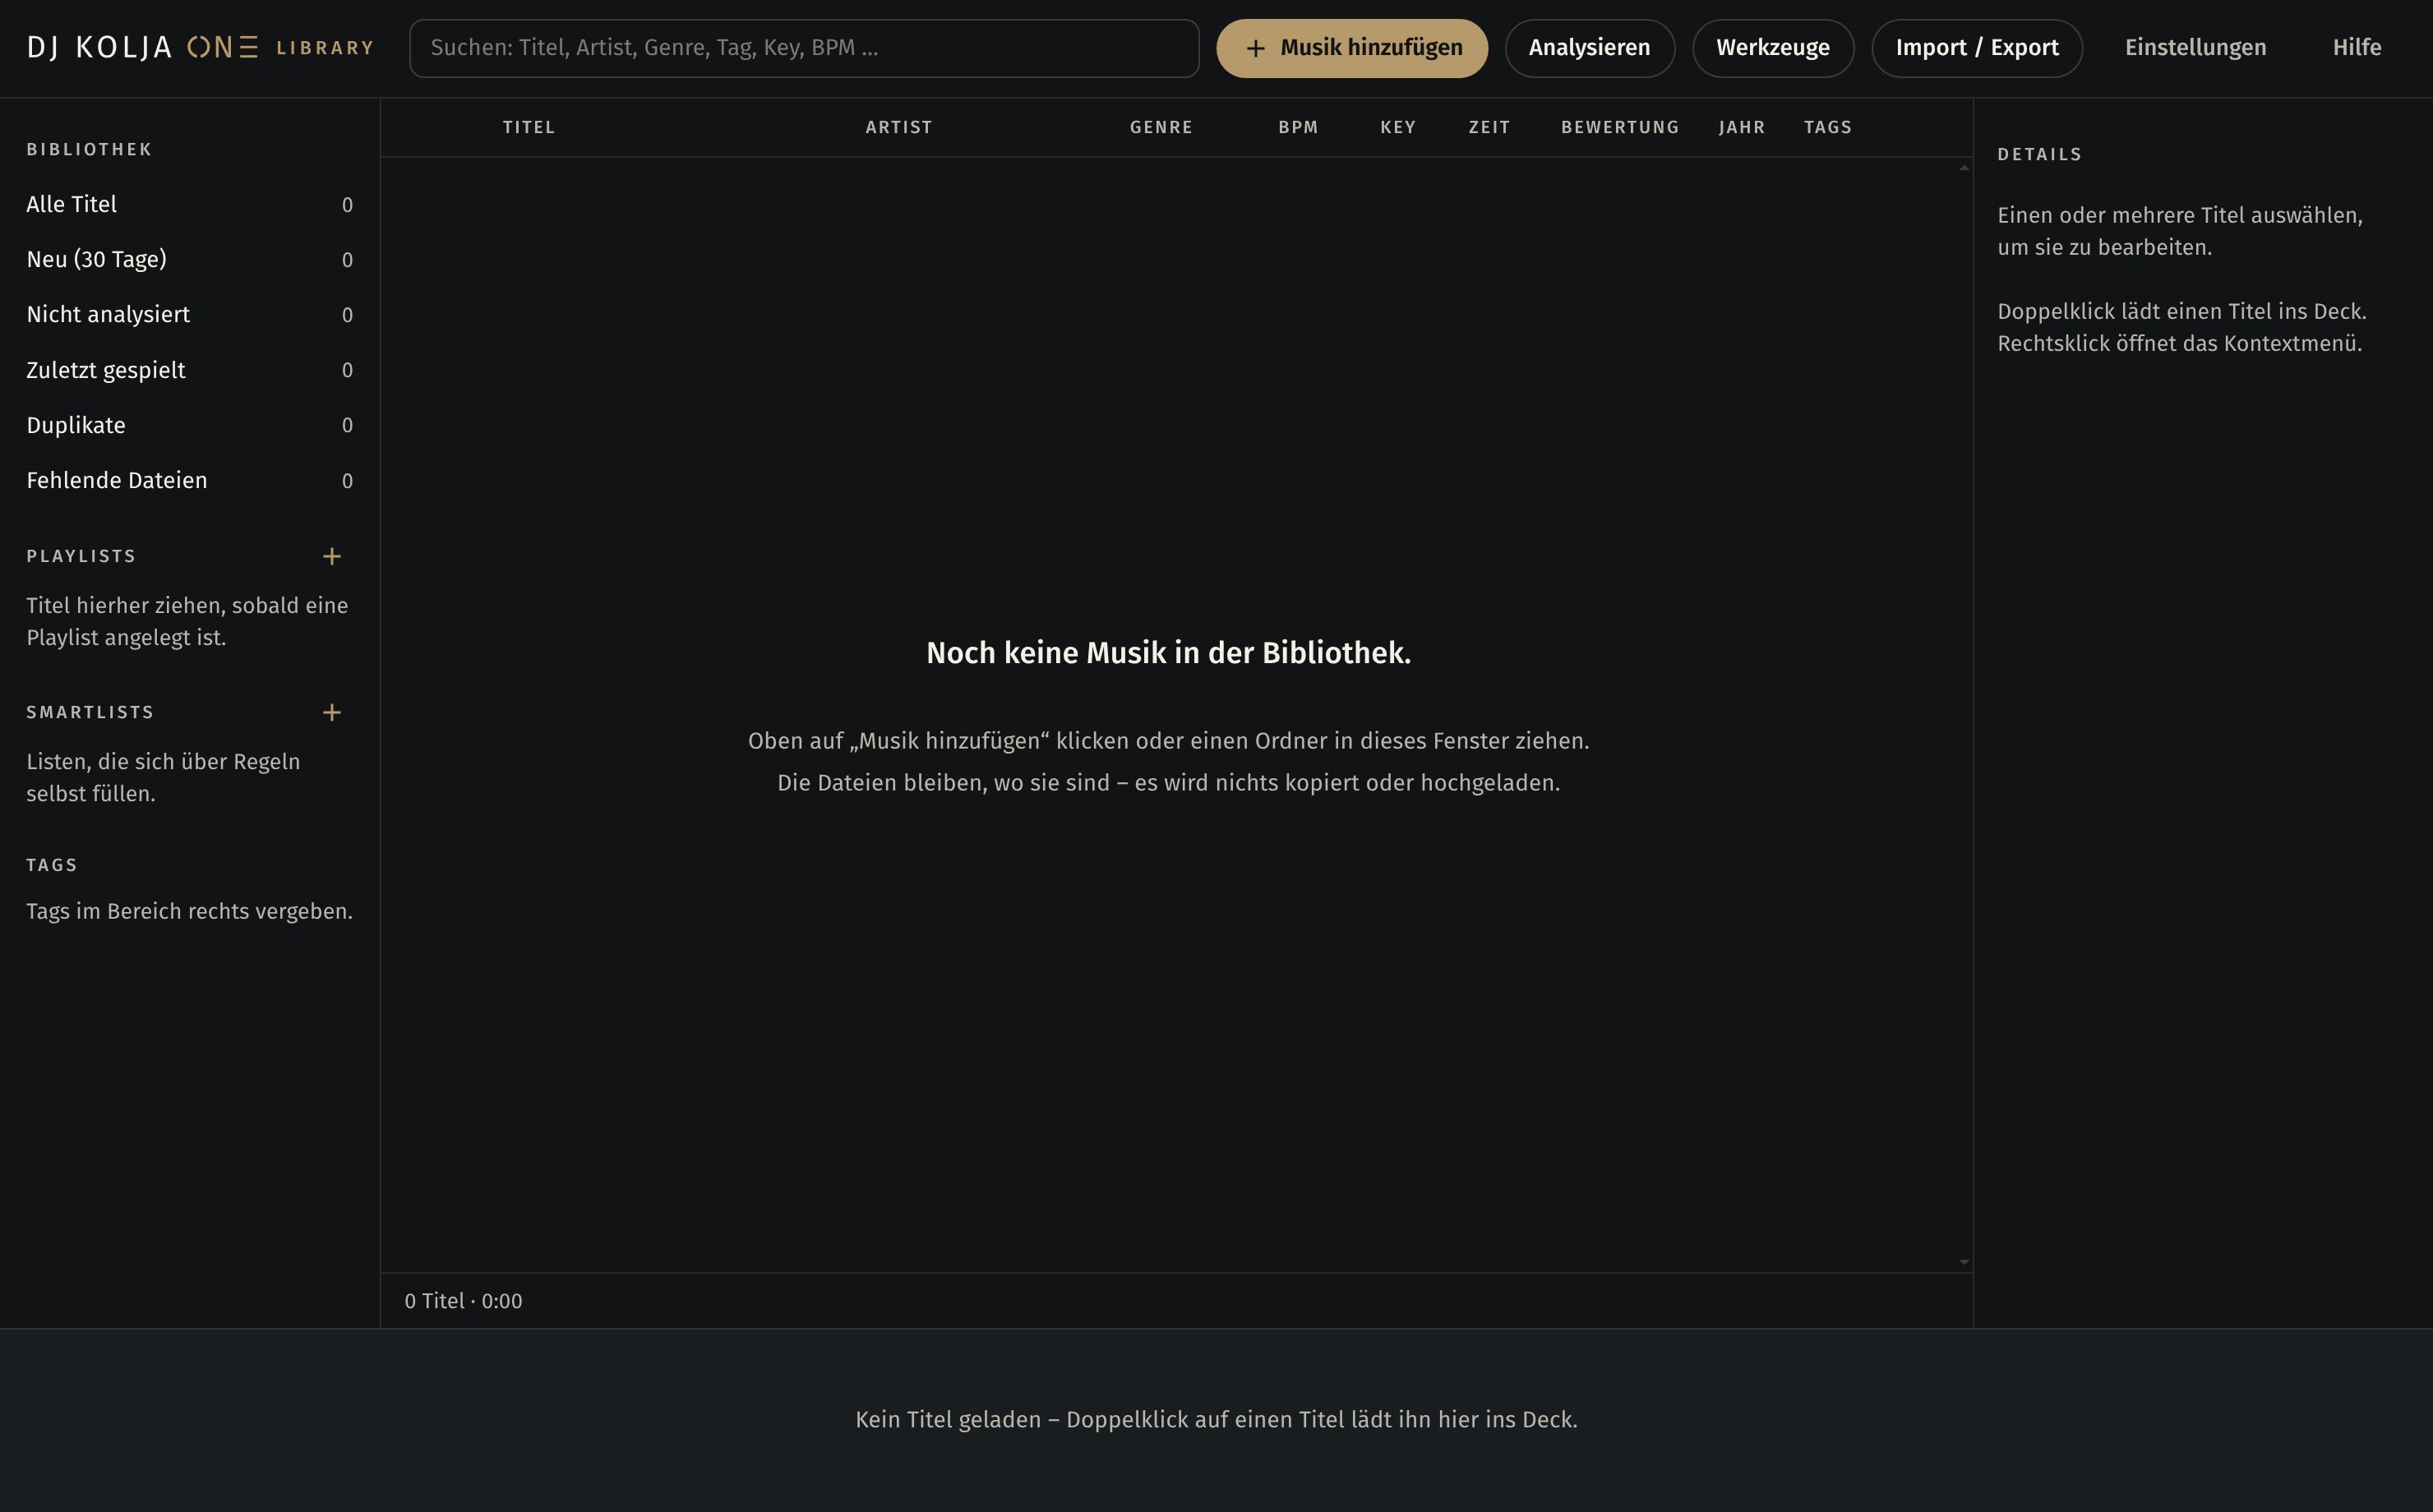 DJ KOLJA ONE LIBRARY
Suchen: Titel, Artist, Genre, Tag, Key, BPM ...
+ Musik hinzufügen
Analysieren
Werkzeuge
Import / Export
Einstellungen
Hilfe
BIBLIOTHEK
Alle Titel 0
Neu (30 Tage) 0
Nicht analysiert 0
Zuletzt gespielt 0
Duplikate 0
Fehlende Dateien 0
PLAYLISTS +
Titel hierher ziehen, sobald eine
Playlist angelegt ist.
SMARTLISTS +
Listen, die sich über Regeln
selbst füllen.
TAGS
Tags im Bereich rechts vergeben.
TITEL ARTIST GENRE BPM KEY ZEIT BEWERTUNG JAHR TAGS
Noch keine Musik in der Bibliothek.
Oben auf „Musik hinzufügen“ klicken oder einen Ordner in dieses Fenster ziehen.
Die Dateien bleiben, wo sie sind – es wird nichts kopiert oder hochgeladen.
0 Titel · 0:00
DETAILS
Einen oder mehrere Titel auswählen,
um sie zu bearbeiten.
Doppelklick lädt einen Titel ins Deck.
Rechtsklick öffnet das Kontextmenü.
Kein Titel geladen – Doppelklick auf einen Titel lädt ihn hier ins Deck.